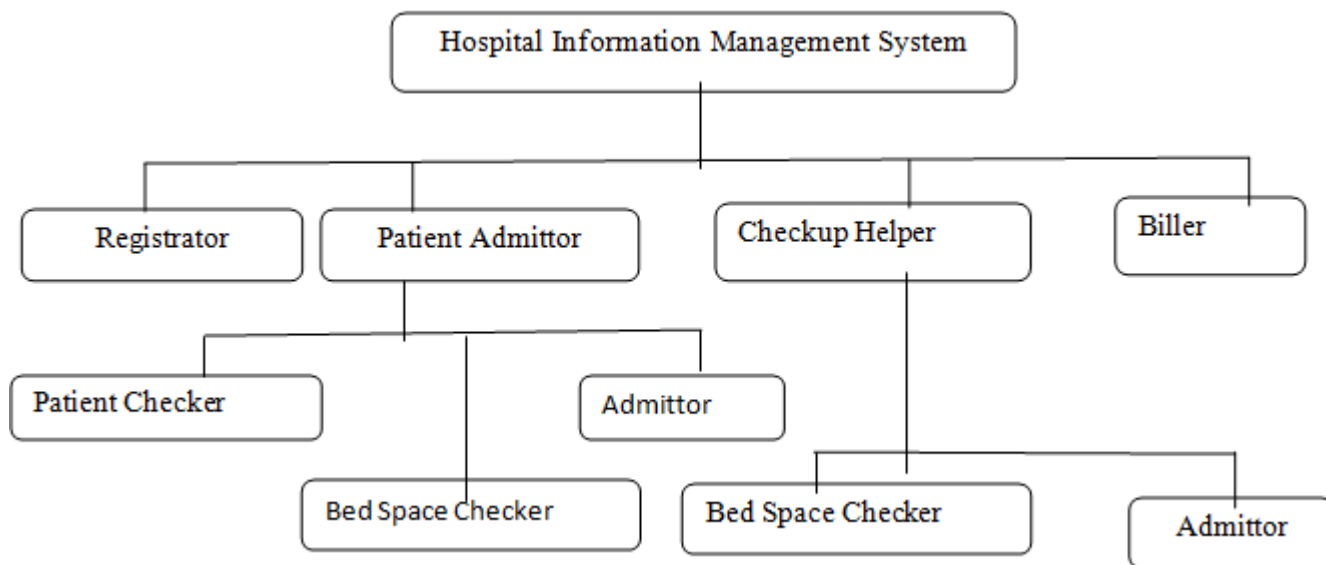 Hospital Information Management System
Registrator
Patient Admittor
Checkup Helper
Biller
Patient Checker
Admittor
Bed Space Checker
Bed Space Checker
Admittor